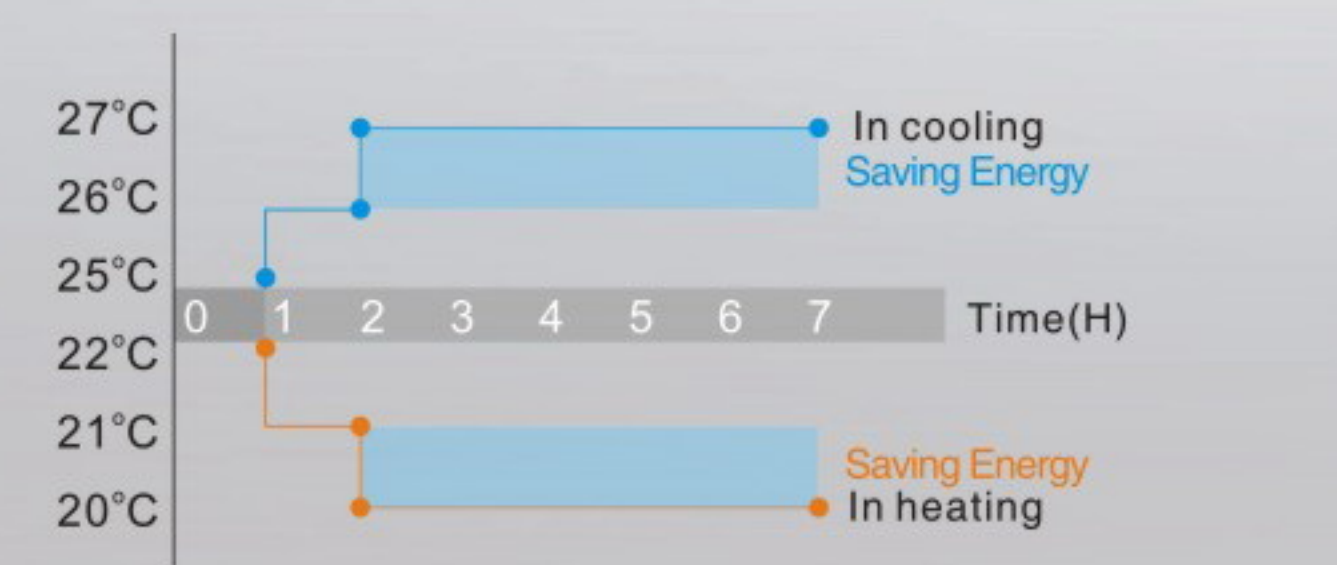 27°C
In cooling
Saving Energy
26°C
25°C
0 1 2 3 4 5 6 7 Time(H)
22°C
21°C
Saving Energy
In heating
20°C